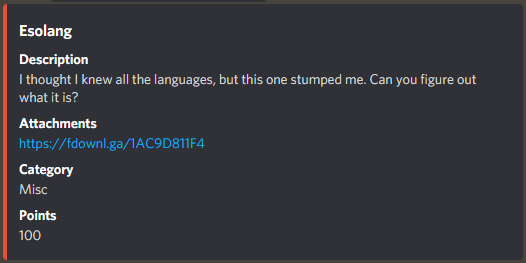 Esolang
Description
I thought I knew all the languages, but this one stumped me. Can you figure out
what it is?
Attachments
https://fdownl.ga/1AC9D811F4
Category
Misc
Points
100